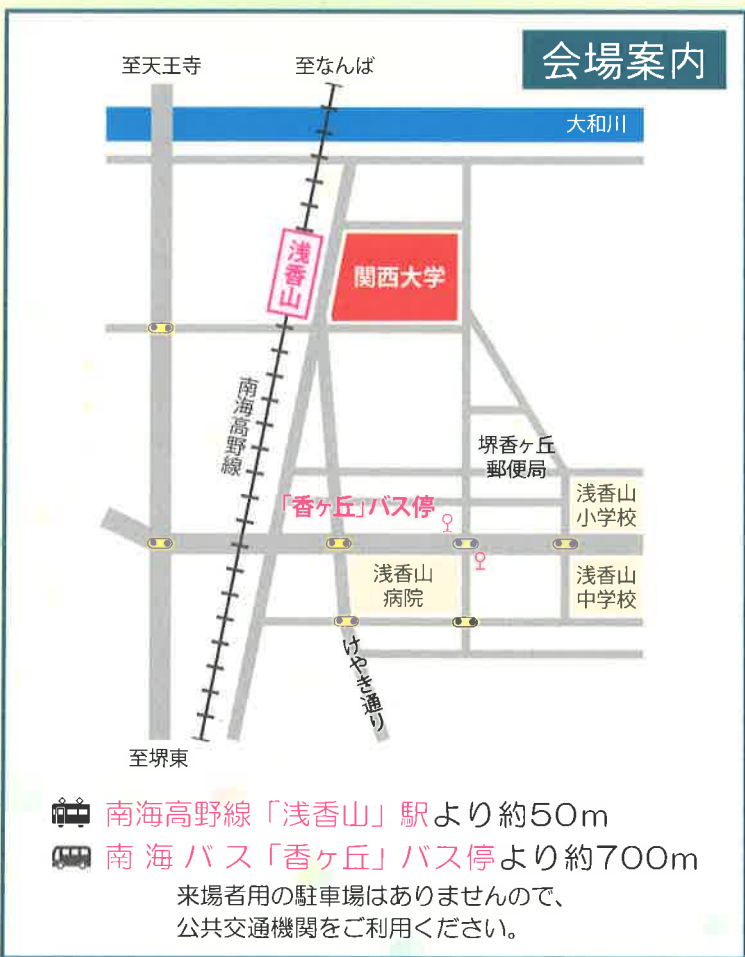 会場案内
至天王寺
至なんば
大和川
浅香山
関西大学
南海高野線
堺香ヶ丘
郵便局
「香ヶ丘」バス停
浅香山
小学校
浅香山
病院
浅香山
中学校
けやき通り
至堺東
南海高野線「浅香山」駅より約50m
南海バス「香ヶ丘」バス停より約700m
来場者用の駐車場はありませんので、
公共交通機関をご利用ください。